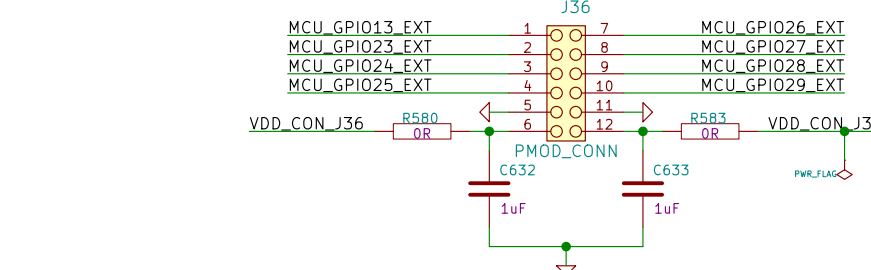 J36
MCU_GPIO13_EXT 1 7 MCU_GPIO26_EXT
MCU_GPIO23_EXT 2 8 MCU_GPIO27_EXT
MCU_GPIO24_EXT 3 9 MCU_GPIO28_EXT
MCU_GPIO25_EXT 4 10 MCU_GPIO29_EXT
5 11
VDD_CON_J36 R580 0R 6 12 R583 0R VDD_CON_J3
PMOD_CONN
C632 C633
PWR_FLAG
1uF 1uF